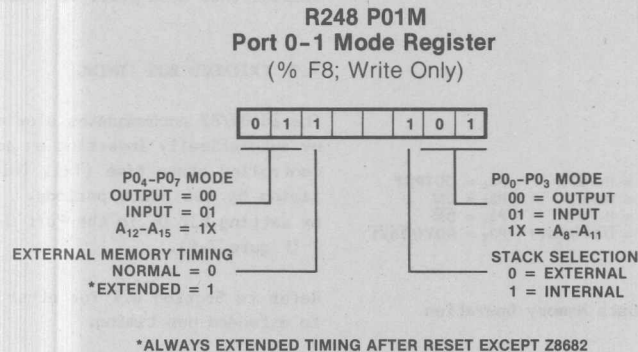 R248 P01M
Port 0-1 Mode Register
(% F8; Write Only)
0 1 1 1 0 1
P0₄-P0₇ MODE
OUTPUT = 00
INPUT = 01
A₁₂-A₁₅ = 1X
EXTERNAL MEMORY TIMING
NORMAL = 0
*EXTENDED = 1
P0₀-P0₃ MODE
00 = OUTPUT
01 = INPUT
1X = A₈-A₁₁
STACK SELECTION
0 = EXTERNAL
1 = INTERNAL
*ALWAYS EXTENDED TIMING AFTER RESET EXCEPT Z8682